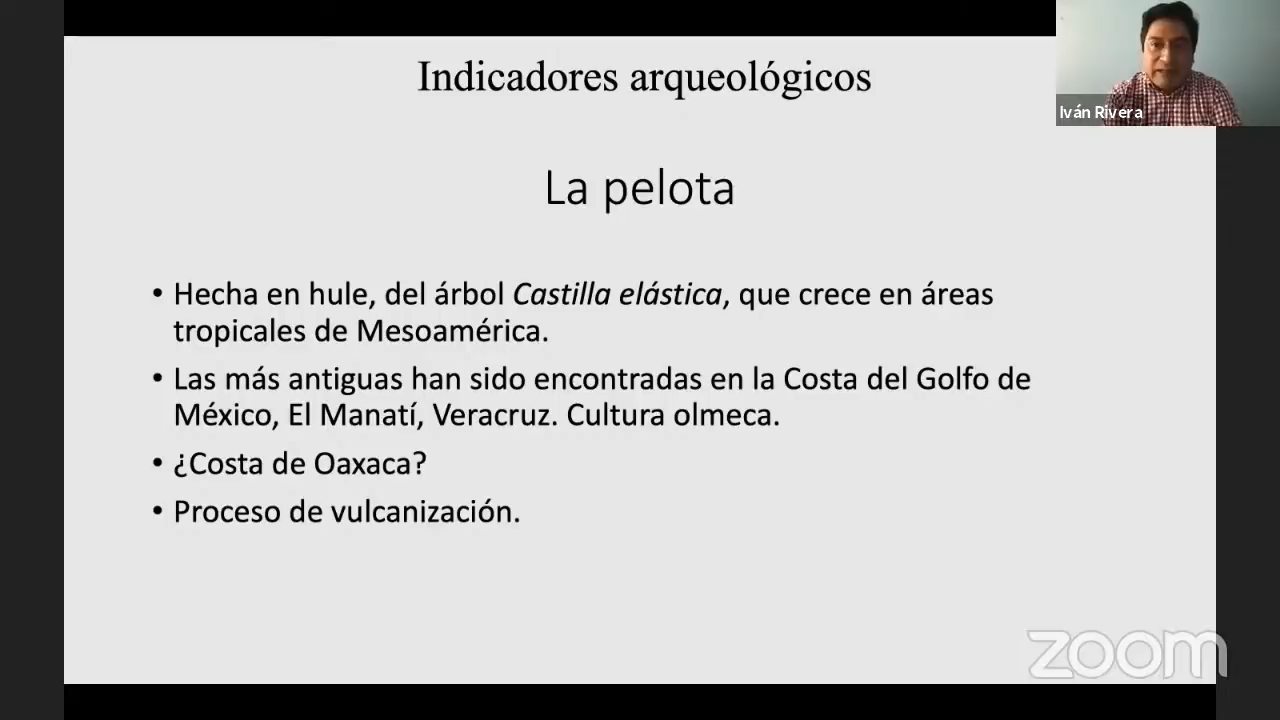 Indicadores arqueológicos
Iván Rivera
La pelota
• Hecha en hule, del árbol Castilla elástica, que crece en áreas
tropicales de Mesoamérica.
• Las más antiguas han sido encontradas en la Costa del Golfo de
México, El Manatí, Veracruz. Cultura olmeca.
• ¿Costa de Oaxaca?
• Proceso de vulcanización.
zoom